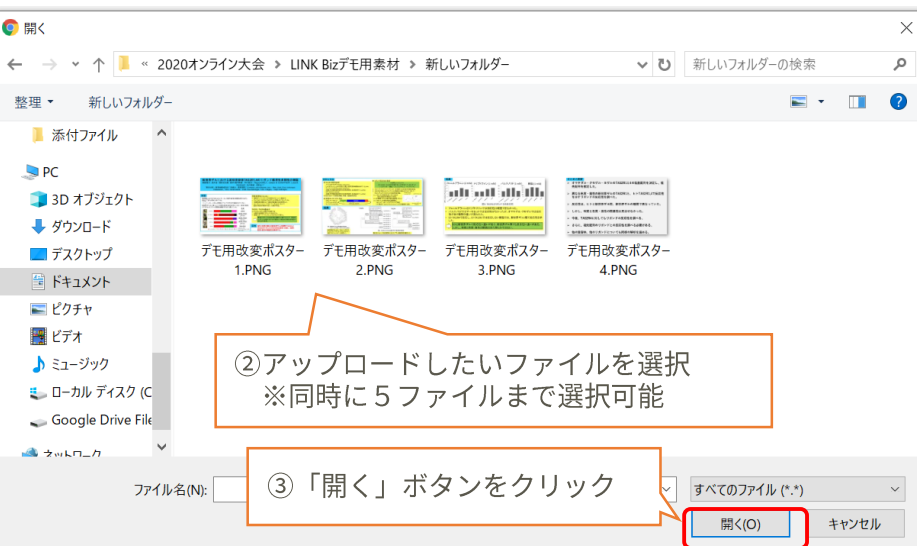 開く
« 2020オンライン大会 > LINK Bizデモ用素材 > 新しいフォルダー
新しいフォルダーの検索
整理
新しいフォルダー
添付ファイル
PC
3D オブジェクト
ダウンロード
デスクトップ
ドキュメント
ピクチャ
ビデオ
ミュージック
ローカル ディスク (C
Google Drive File
ネットワーク
デモ用改変ポスター
1.PNG
デモ用改変ポスター
2.PNG
デモ用改変ポスター
3.PNG
デモ用改変ポスター
4.PNG
②アップロードしたいファイルを選択
※同時に５ファイルまで選択可能
③「開く」ボタンをクリック
ファイル名(N):
すべてのファイル (*.*)
開く(O)
キャンセル